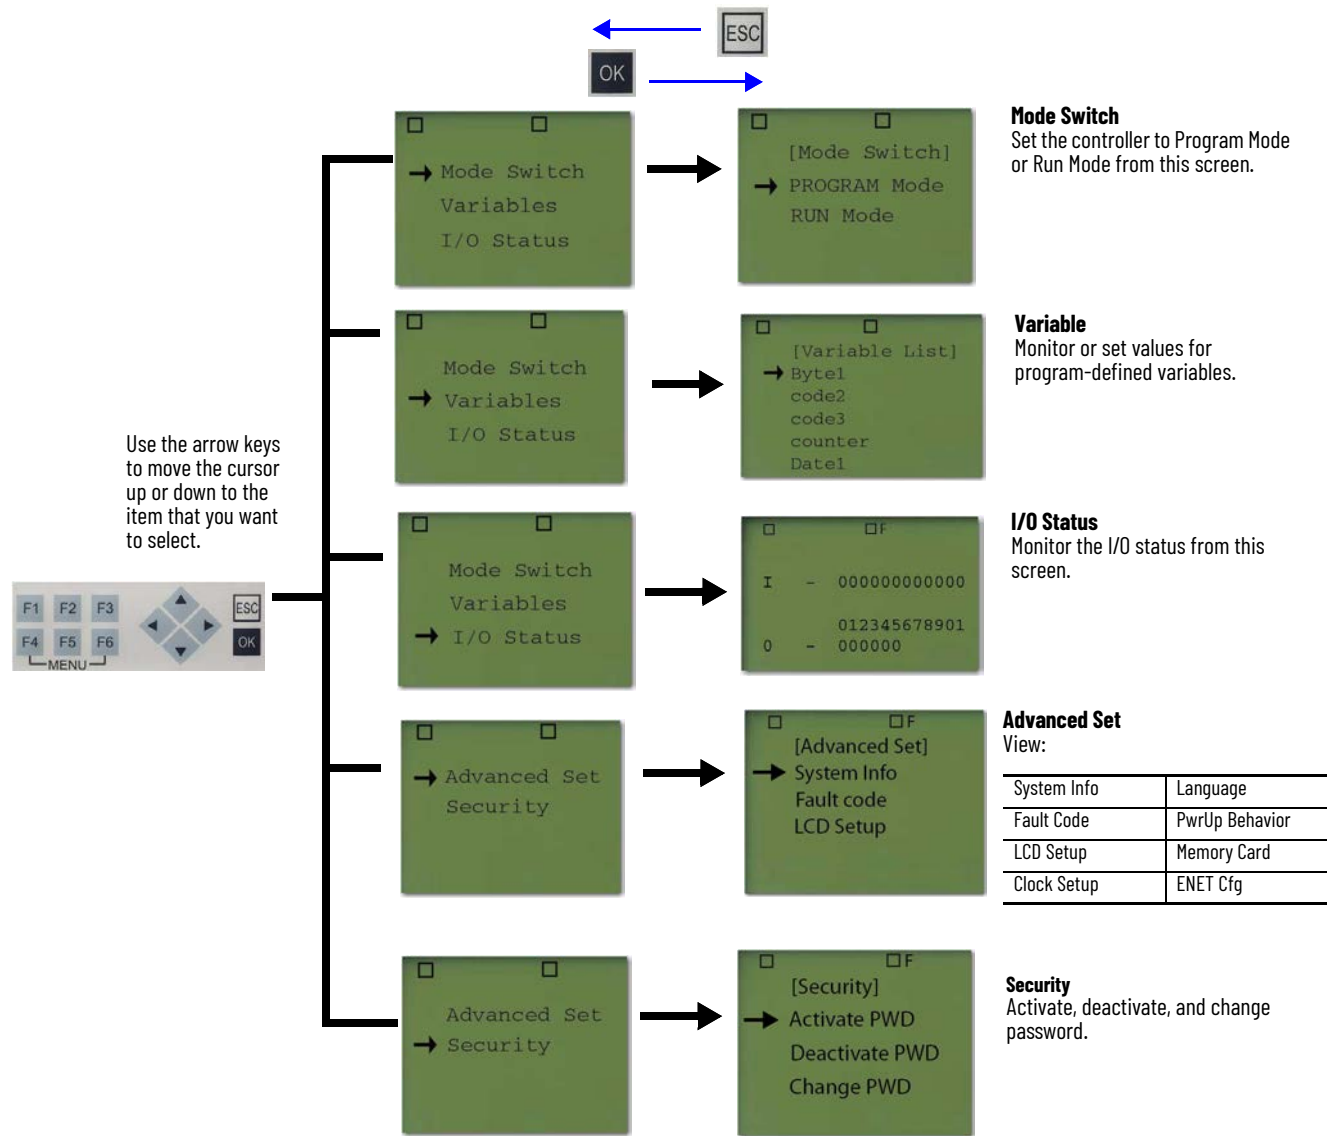 ESC
OK
Mode Switch
Variables
I/O Status
[Mode Switch]
PROGRAM Mode
RUN Mode
Mode Switch
Set the controller to Program Mode
or Run Mode from this screen.
Mode Switch
Variables
I/O Status
[Variable List]
Byte1
code2
code3
counter
Date1
Variable
Monitor or set values for
program-defined variables.
Use the arrow keys
to move the cursor
up or down to the
item that you want
to select.
F1 F2 F3
F4 F5 F6
MENU
ESC
OK
Mode Switch
Variables
I/O Status
F
I - 000000000000
012345678901
O - 000000
I/O Status
Monitor the I/O status from this
screen.
Advanced Set
Security
F
[Advanced Set]
System Info
Fault code
LCD Setup
Advanced Set
View:
System Info Language
Fault Code PwrUp Behavior
LCD Setup Memory Card
Clock Setup ENET Cfg
Advanced Set
Security
F
[Security]
Activate PWD
Deactivate PWD
Change PWD
Security
Activate, deactivate, and change
password.